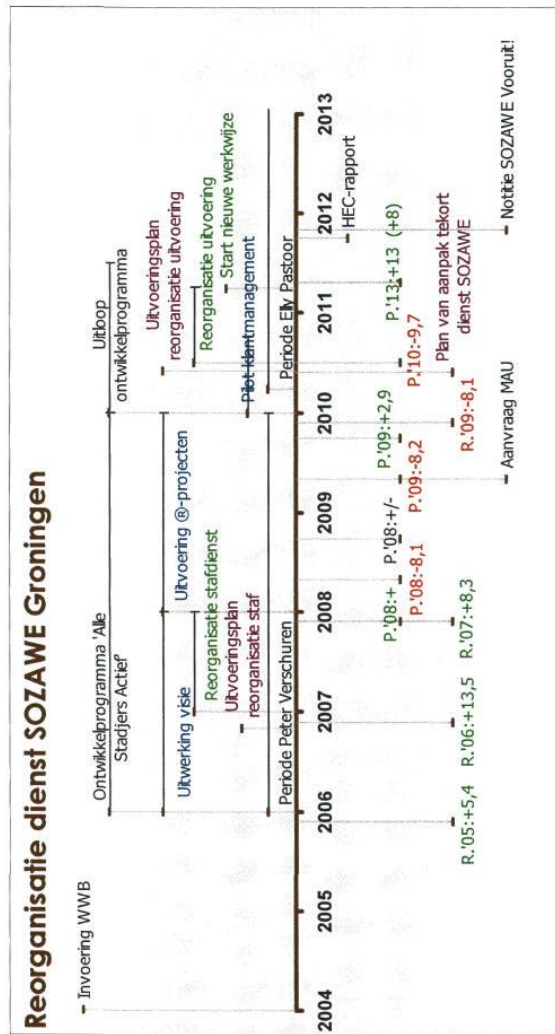 Reorganisatie dienst SOZAWE Groningen
Invoering WWB
Ontwikkelprogramma 'Alle
Stadjers Actief'
Uitloop
ontwikkelprogramma
Uitwerking visie
Uitvoering ®-projecten
Uitvoeringsplan
reorganisatie uitvoering
Reorganisatie stafdienst
Reorganisatie uitvoering
Start nieuwe werkwijze
Uitvoeringsplan
reorganisatie staf
Pilot klantmanagement
Periode Peter Verschuren
Periode Elly Pastoor
2004
2005
2006
2007
2008
2009
2010
2011
2012
2013
HEC-rapport
P.'08:+
P.'08:+/-
P.'09:+2,9
P.'13:+13 (+8)
P.'08:-8,1
P.'09:-8,2
P.'10:-9,7
R.'05:+5,4
R.'06:+13,5
R.'07:+8,3
R.'09:-8,1
Plan van aanpak tekort
dienst SOZAWE
Aanvraag MAU
Notitie SOZAWE Vooruit!